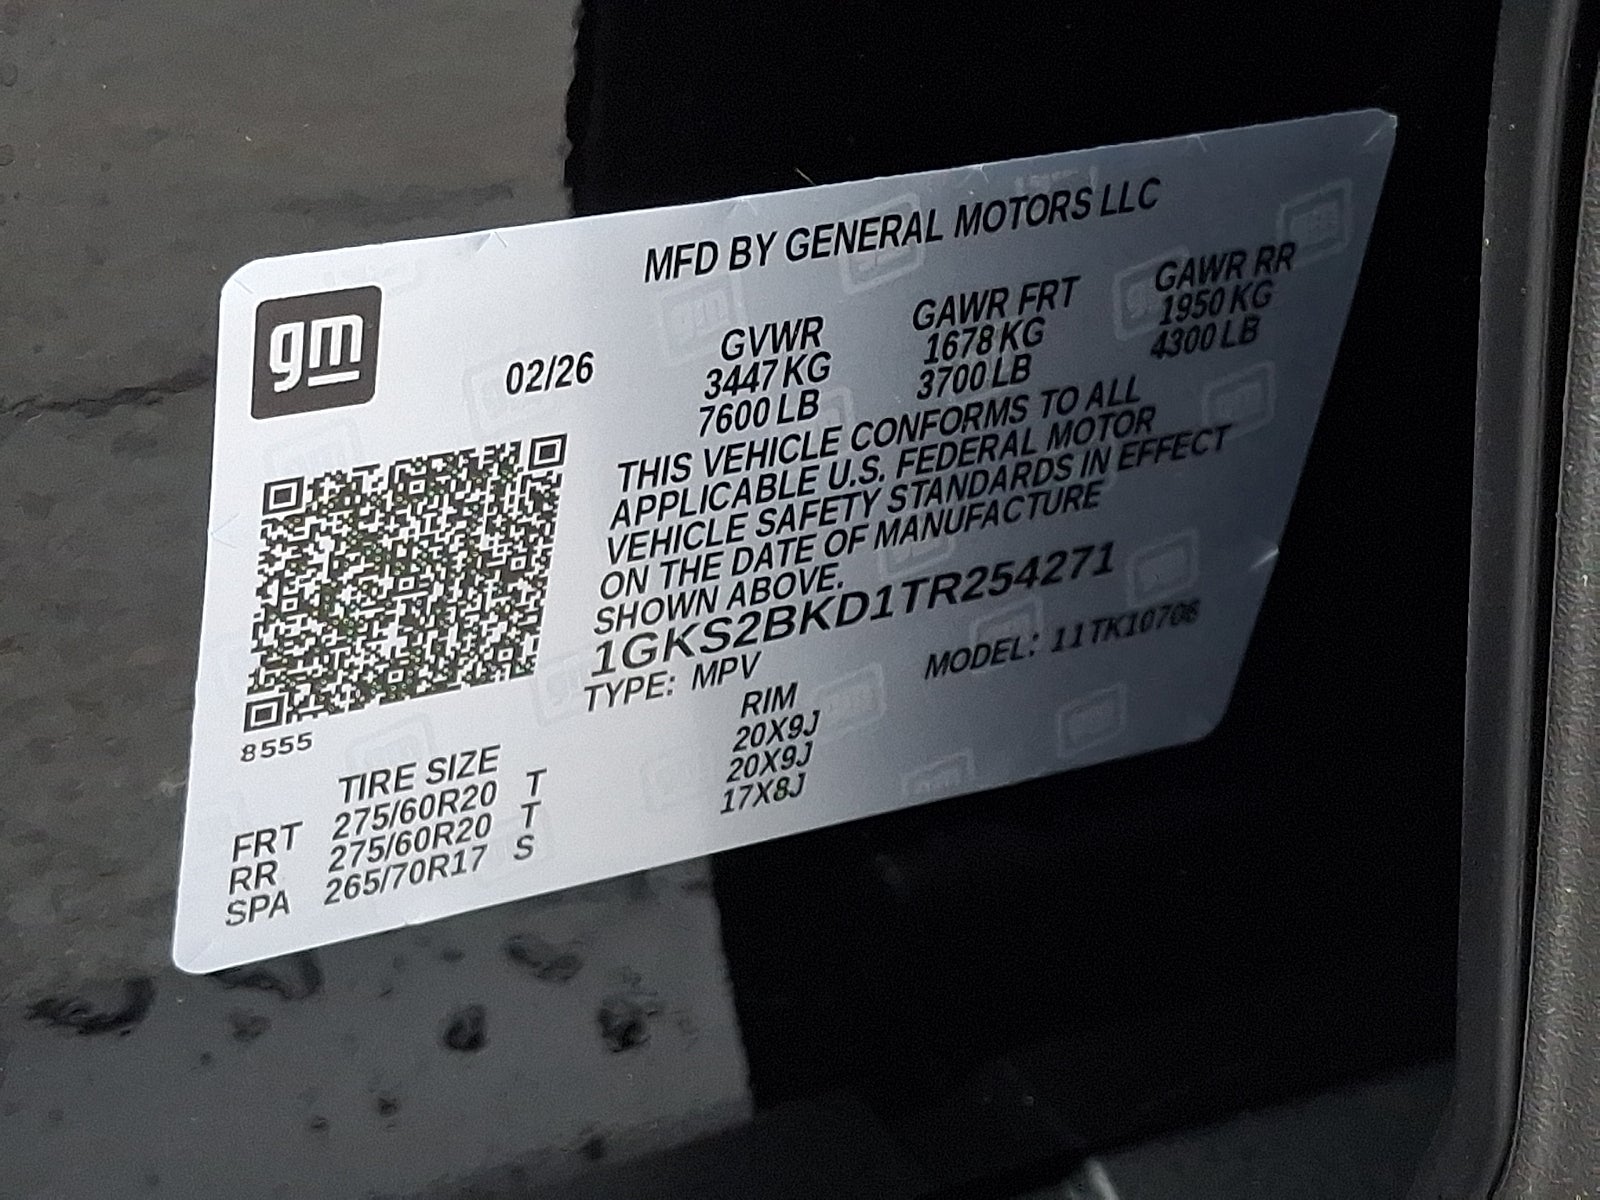 MFD BY GENERAL MOTORS LLC
gm
02/26
GVWR GAWR FRT GAWR RR
3447 KG 1678 KG 1950 KG
7600 LB 3700 LB 4300 LB
THIS VEHICLE CONFORMS TO ALL
APPLICABLE U.S. FEDERAL MOTOR
VEHICLE SAFETY STANDARDS IN EFFECT
ON THE DATE OF MANUFACTURE
SHOWN ABOVE.
1GKS2BKD1TR254271
TYPE: MPV MODEL: 11TK10706
8555
TIRE SIZE RIM
FRT 275/60R20 T 20X9J
RR 275/60R20 T 20X9J
SPA 265/70R17 S 17X8J